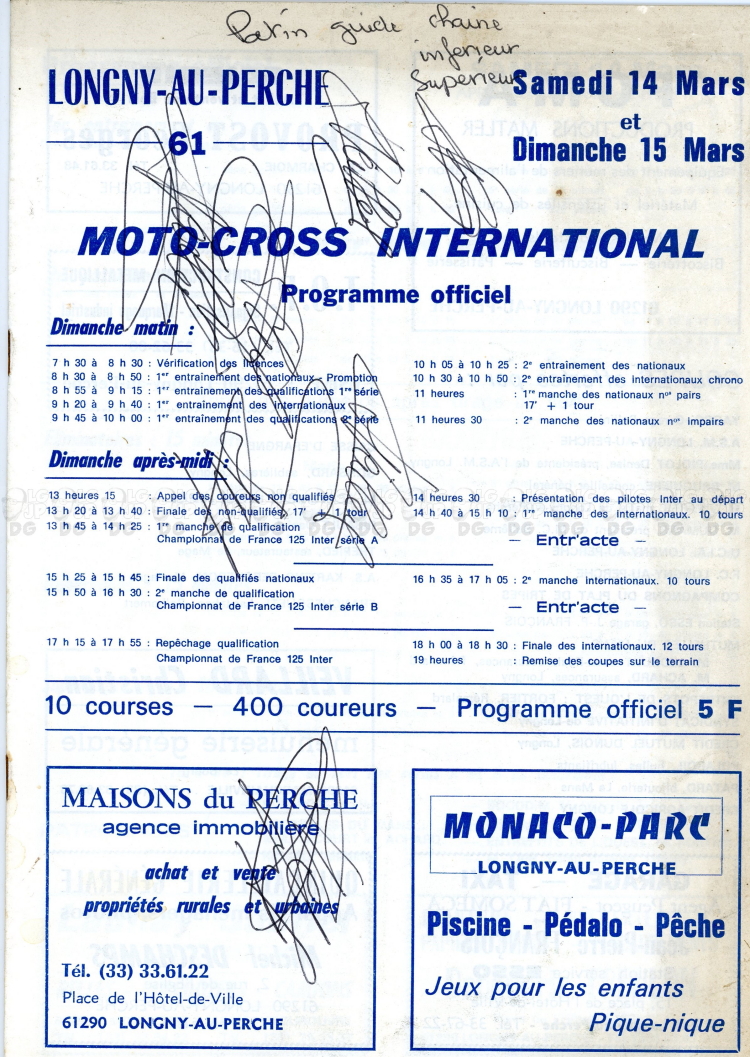 Patin guide chaine
inferieur
Superieur
LONGNY-AU-PERCHE
61
Samedi 14 Mars
et
Dimanche 15 Mars
MOTO-CROSS INTERNATIONAL
Programme officiel
Dimanche matin :
7 h 30 à 8 h 30 : Vérification des licences
8 h 30 à 8 h 50 : 1er entraînement des nationaux - Promotion
8 h 55 à 9 h 15 : 1er entraînement des qualifications 1re série
9 h 20 à 9 h 40 : 1er entraînement des internationaux
9 h 45 à 10 h 00 : 1er entraînement des qualifications 2e série
10 h 05 à 10 h 25 : 2e entraînement des nationaux
10 h 30 à 10 h 50 : 2e entraînement des internationaux chrono
11 heures : 1re manche des nationaux nos pairs
17' + 1 tour
11 heures 30 : 2e manche des nationaux nos impairs
Dimanche après-midi :
13 heures 15 : Appel des coureurs non qualifiés
13 h 20 à 13 h 40 : Finale des non-qualifiés, 17' + 1 tour
13 h 45 à 14 h 25 : 1re manche de qualification
Championnat de France 125 Inter série A
15 h 25 à 15 h 45 : Finale des qualifiés nationaux
15 h 50 à 16 h 30 : 2e manche de qualification
Championnat de France 125 Inter série B
17 h 15 à 17 h 55 : Repêchage qualification
Championnat de France 125 Inter
14 heures 30 : Présentation des pilotes Inter au départ
14 h 40 à 15 h 10 : 1re manche des internationaux. 10 tours
— Entr'acte —
16 h 35 à 17 h 05 : 2e manche internationaux. 10 tours
— Entr'acte —
18 h 00 à 18 h 30 : Finale des internationaux. 12 tours
19 heures : Remise des coupes sur le terrain
10 courses — 400 coureurs — Programme officiel 5 F
MAISONS du PERCHE
agence immobilière
achat et vente
propriétés rurales et urbaines
Tél. (33) 33.61.22
Place de l'Hôtel-de-Ville
61290 LONGNY-AU-PERCHE
MONACO-PARC
LONGNY-AU-PERCHE
Piscine - Pédalo - Pêche
Jeux pour les enfants
Pique-nique